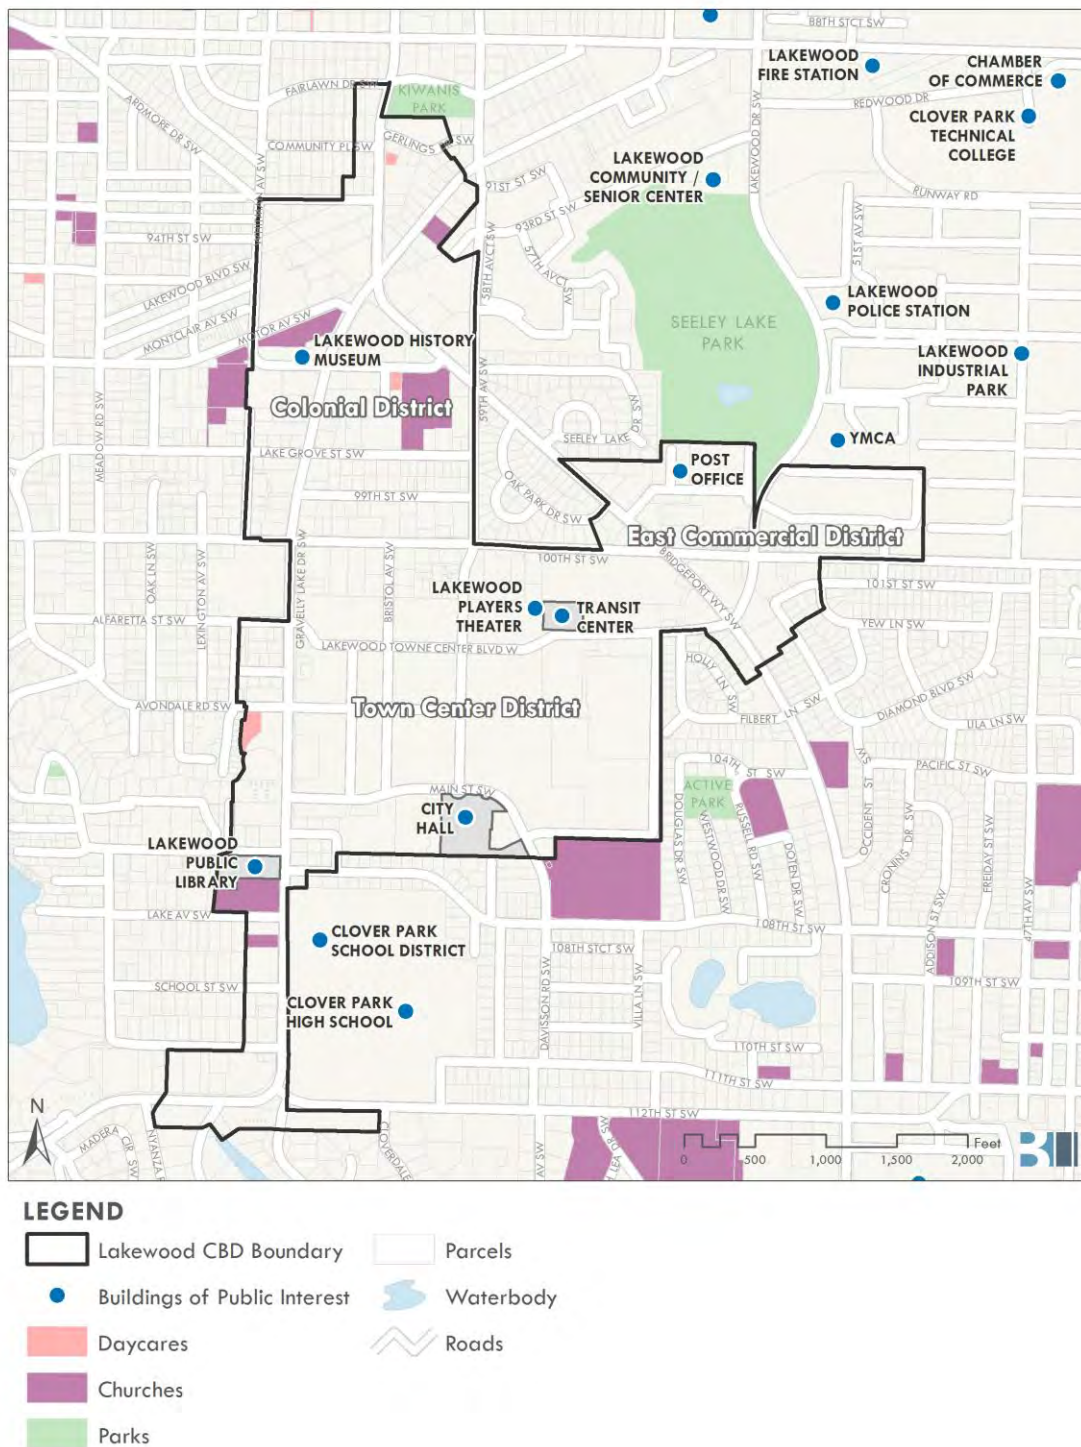 88TH STCT SW
LAKEWOOD
FIRE STATION
CHAMBER
OF COMMERCE
REDWOOD DR
CLOVER PARK
TECHNICAL
COLLEGE
FAIRLAWN DR SW
KIWANIS
PARK
ARDMORE DR SW
COMMUNITY PL SW
GERLINGS
SW
LAKEWOOD DR SW
LAKEWOOD
COMMUNITY /
SENIOR CENTER
91ST ST SW
93RD ST SW
RUNWAY RD
51ST AV SW
94TH ST SW
LAKEWOOD BLVD SW
57TH AVCT
SW
58TH AVCT SW
LAKEWOOD
POLICE STATION
MONTCLAIR AV SW
MOTOR AV SW
SEELEY LAKE
PARK
LAKEWOOD HISTORY
MUSEUM
LAKEWOOD
INDUSTRIAL
PARK
59TH AV SW
Colonial District
MEADOW RD SW
SEELEY LAKE
DR SW
YMCA
LAKE GROVE ST SW
POST
OFFICE
OAK PARK DR SW
99TH ST SW
East Commercial District
100TH ST SW
BRIDGEPORT WY SW
OAK LN SW
LEXINGTON AV SW
GRAVELLY LAKE DR SW
BRISTOL AV SW
101ST ST SW
LAKEWOOD
PLAYERS
THEATER
TRANSIT
CENTER
ALFARETTA ST SW
YEW LN SW
LAKEWOOD TOWNE CENTER BLVD W
HOLLY LN SW
DIAMOND BLVD SW
AVONDALE RD SW
Town Center District
FILBERT LN SW
LILA LN SW
104TH ST SW
PACIFIC ST SW
MAIN ST SW
ACTIVE
PARK
CITY
HALL
DOUGLAS DR SW
WESTWOOD DR SW
RUSSELL RD SW
DOTEN DR SW
OCCIDENT ST
SW
CRONINS DR SW
FREIDAY ST SW
47TH AV SW
LAKEWOOD
PUBLIC
LIBRARY
LAKE AV SW
108TH ST SW
ADDISON ST SW
CLOVER PARK
SCHOOL DISTRICT
108TH STCT SW
SCHOOL ST SW
109TH ST SW
CLOVER PARK
HIGH SCHOOL
DAVISSON RD SW
VILLA LN SW
110TH ST SW
111TH ST SW
112TH ST SW
N
MADERA
CIR SW
NYANZA
CLOVERDALE
AV SW
LEA DR SW
Feet
0 500 1,000 1,500 2,000
LEGEND
Lakewood CBD Boundary
Parcels
Buildings of Public Interest
Waterbody
Daycares
Roads
Churches
Parks